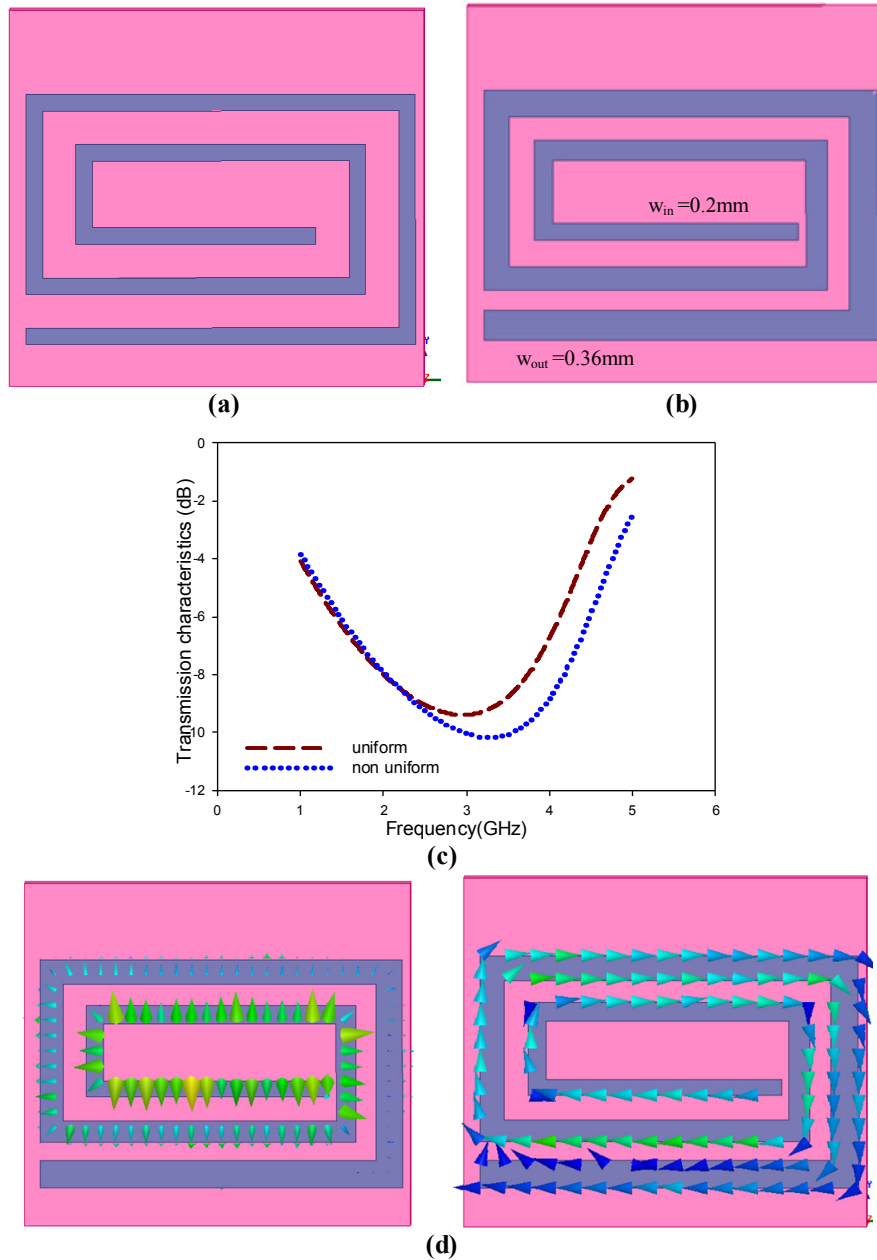 w_in =0.2mm
Y
Z
w_out =0.36mm
(a)
(b)
Transmission characteristics (dB)
0
-2
-4
-6
-8
-10
-12
uniform
non uniform
0
1
2
3
4
5
6
Frequency(GHz)
(c)
Y
Z
(d)